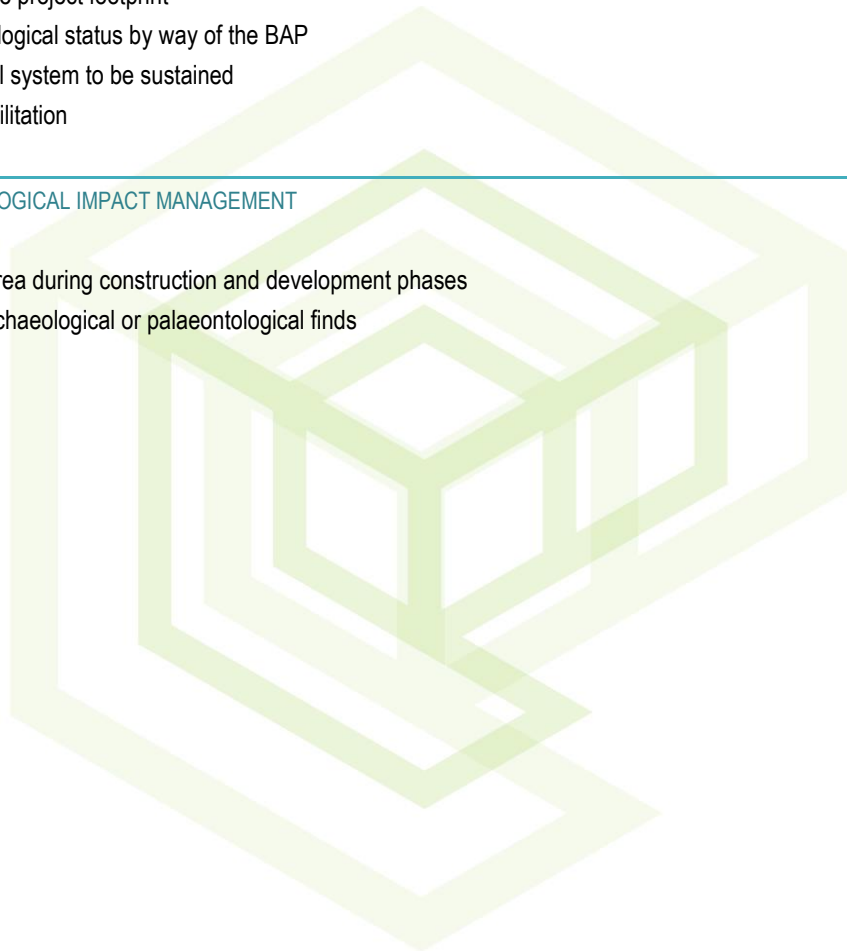 project footprint
logical status by way of the BAP
l system to be sustained
ilitation
OGICAL IMPACT MANAGEMENT
rea during construction and development phases
chaeological or palaeontological finds